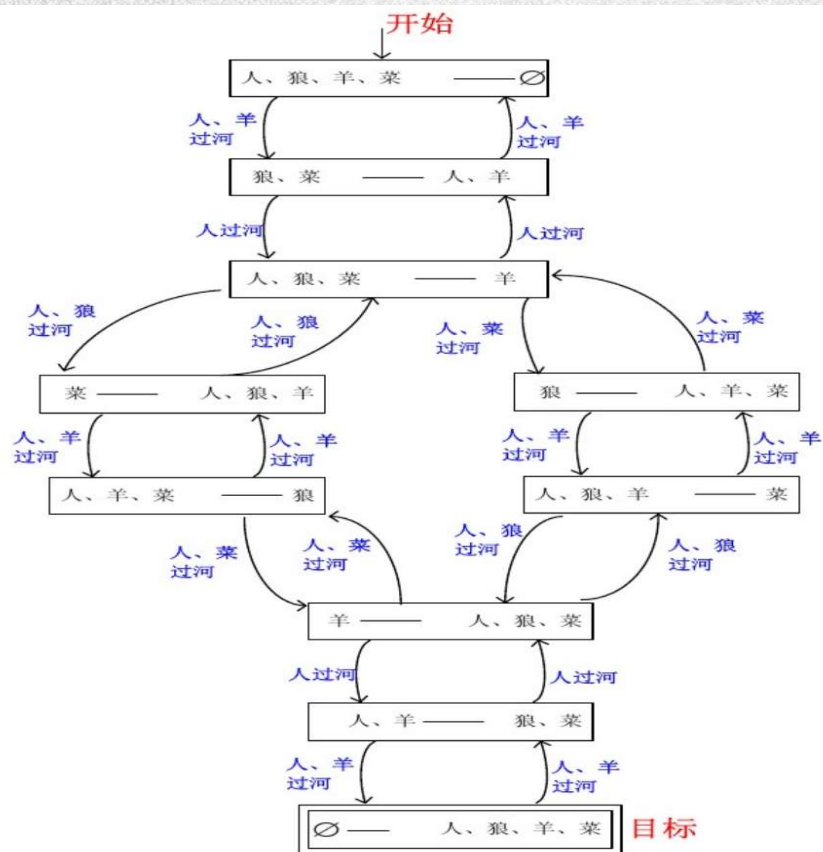 开始
人、狼、羊、菜 ——∅
人、羊
过河
人、羊
过河
狼、菜 —— 人、羊
人过河
人过河
人、狼、菜 —— 羊
人、狼
过河
人、狼
过河
人、菜
过河
人、菜
过河
菜 —— 人、狼、羊
狼 —— 人、羊、菜
人、羊
过河
人、羊
过河
人、羊
过河
人、羊
过河
人、羊、菜 —— 狼
人、狼、羊 —— 菜
人、菜
过河
人、菜
过河
人、狼
过河
人、狼
过河
羊 —— 人、狼、菜
人过河
人过河
人、羊 —— 狼、菜
人、羊
过河
人、羊
过河
∅ —— 人、狼、羊、菜
目标